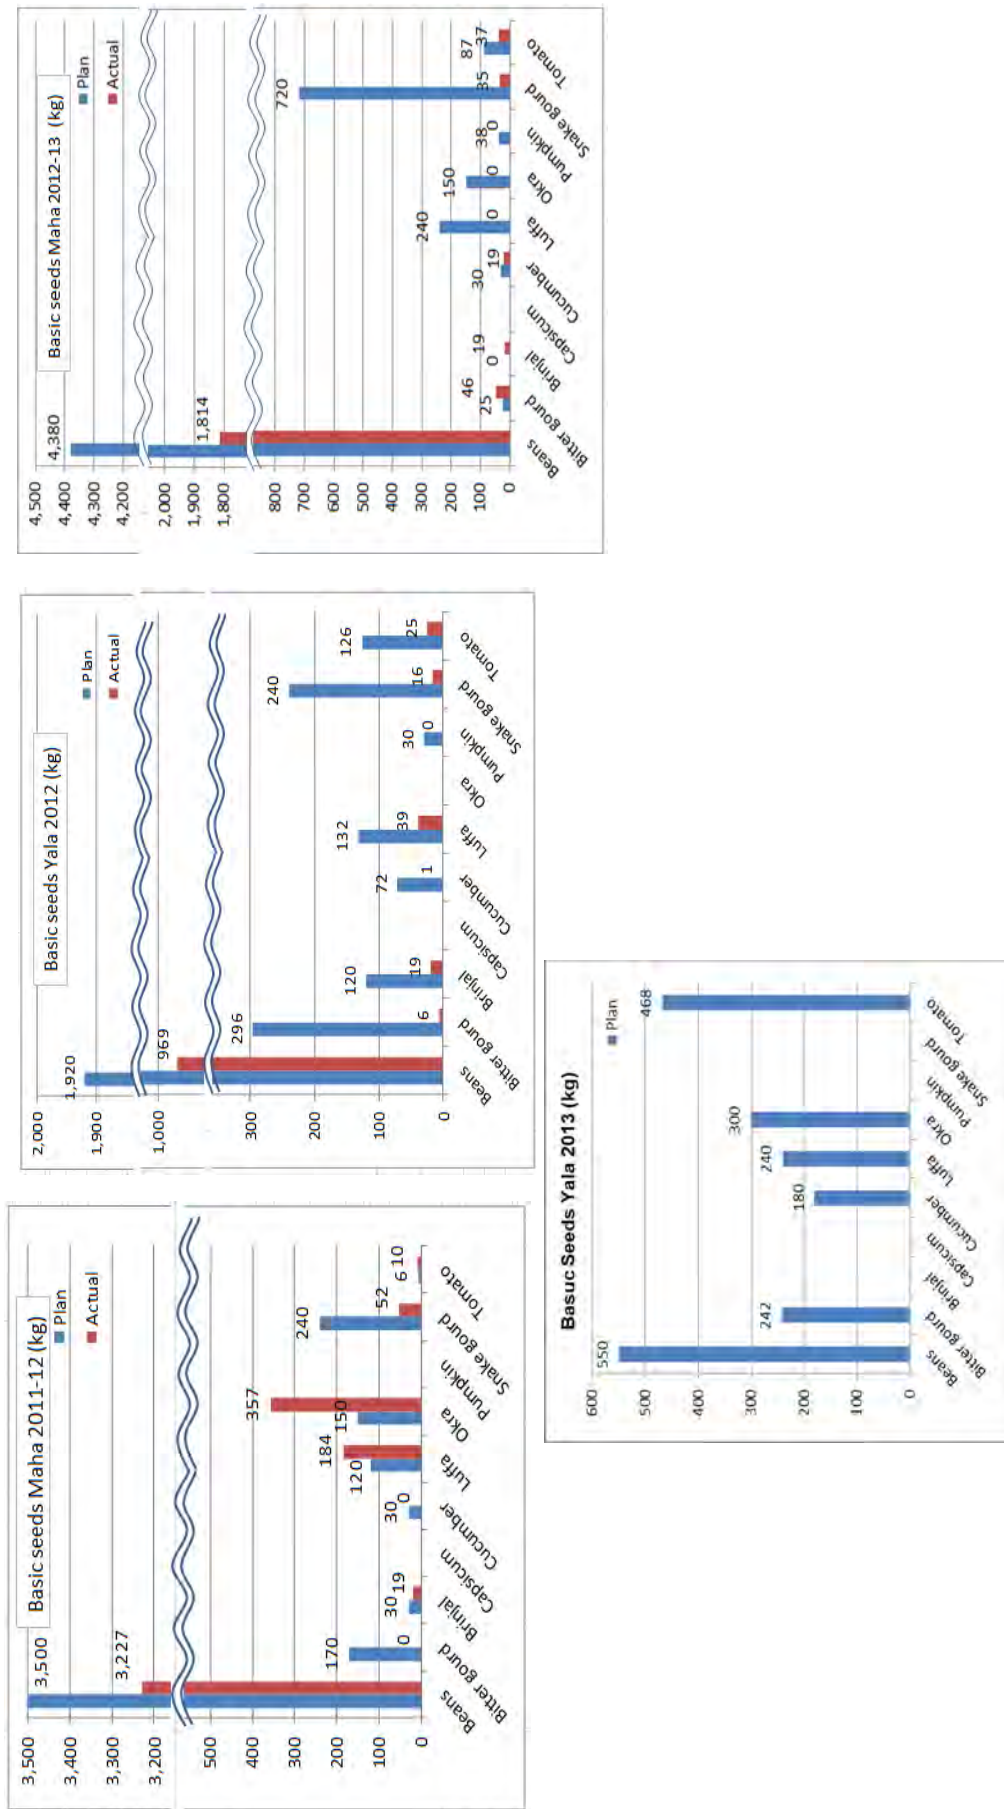 Basic seeds Maha 2011-12 (kg)
Plan
Actual
3,500
3,400
3,300
3,200
500
400
300
200
100
0
3,500
3,227
170
0
30
19
30
0
120
184
150
357
240
52
6
10
Beans
Bitter gourd
Brinjal
Capsicum
Cucumber
Luffa
Okra
Pumpkin
Snake gourd
Tomato
Basic seeds Yala 2012 (kg)
Plan
Actual
2,000
1,900
1,000
300
200
100
0
1,920
969
296
6
120
19
72
1
132
39
30
0
240
16
126
25
Beans
Bitter gourd
Brinjal
Capsicum
Cucumber
Luffa
Okra
Pumpkin
Snake gourd
Tomato
Basic seeds Maha 2012-13 (kg)
Plan
Actual
4,500
4,400
4,300
4,200
2,000
1,900
1,800
800
700
600
500
400
300
200
100
0
4,380
1,814
25
46
0
19
30
19
240
0
150
0
38
0
720
35
87
37
Beans
Bitter gourd
Brinjal
Capsicum
Cucumber
Luffa
Okra
Pumpkin
Snake gourd
Tomato
Basuc Seeds Yala 2013 (kg)
Plan
600
500
400
300
200
100
0
550
242
180
240
300
468
Beans
Bitter gourd
Brinjal
Capsicum
Cucumber
Luffa
Okra
Pumpkin
Snake gourd
Tomato